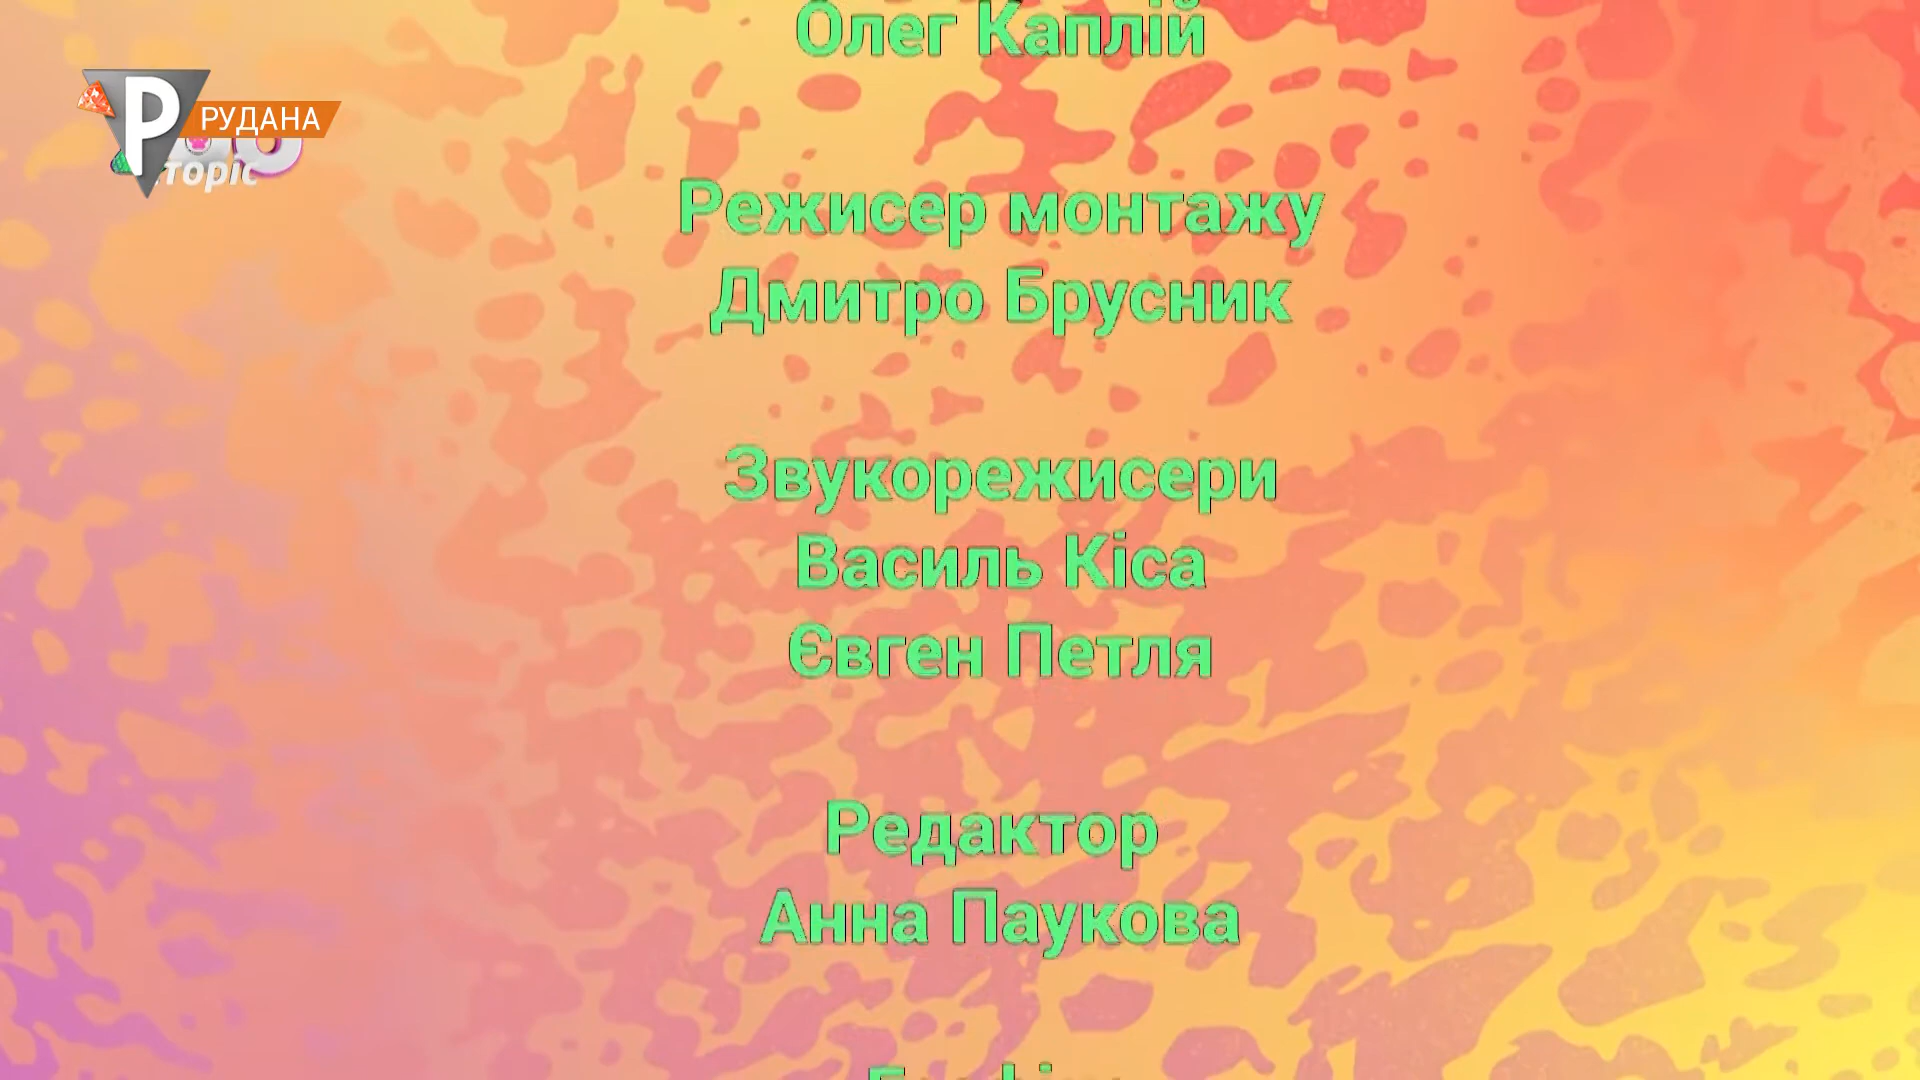 Олег Каплій
РУДАНА
Режисер монтажу
Дмитро Брусник
Звукорежисери
Василь Кіса
Євген Петля
Редактор
Анна Паукова